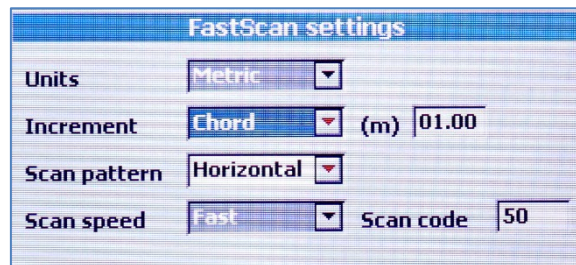 FastScan settings
Units Metric
Increment Chord (m) 01.00
Scan pattern Horizontal
Scan speed Fast Scan code 50